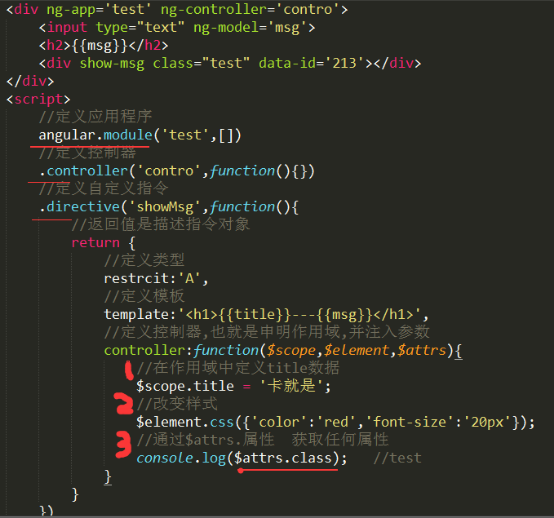 <div ng-app='test' ng-controller='contro'>
<input type="text" ng-model='msg'>
<h2>{{msg}}</h2>
<div show-msg class="test" data-id='213'></div>
</div>
<script>
//定义应用程序
angular.module('test',[])
//定义控制器
.controller('contro',function(){})
//定义自定义指令
.directive('showMsg',function(){
//返回值是描述指令对象
return {
//定义类型
restrcit:'A',
//定义模板
template:'<h1>{{title}}---{{msg}}</h1>',
//定义控制器,也就是申明作用域,并注入参数
controller:function($scope,$element,$attrs){
1 //在作用域中定义title数据
$scope.title = '卡就是';
2 //改变样式
$element.css({'color':'red','font-size':'20px'});
3 //通过$attrs.属性 获取任何属性
console.log($attrs.class); //test
}
}
})